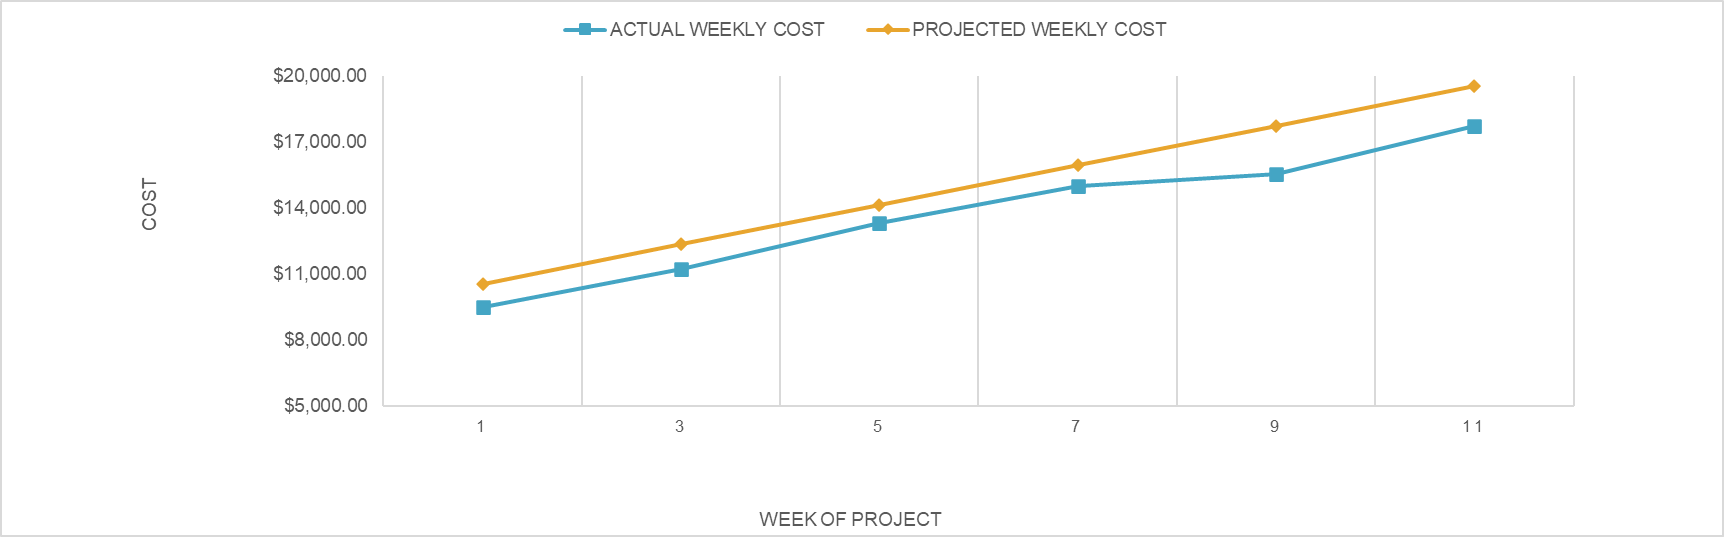 ACTUAL WEEKLY COST PROJECTED WEEKLY COST
$20,000.00
$17,000.00
$14,000.00
$11,000.00
$8,000.00
$5,000.00
COST
1 3 5 7 9 11
WEEK OF PROJECT